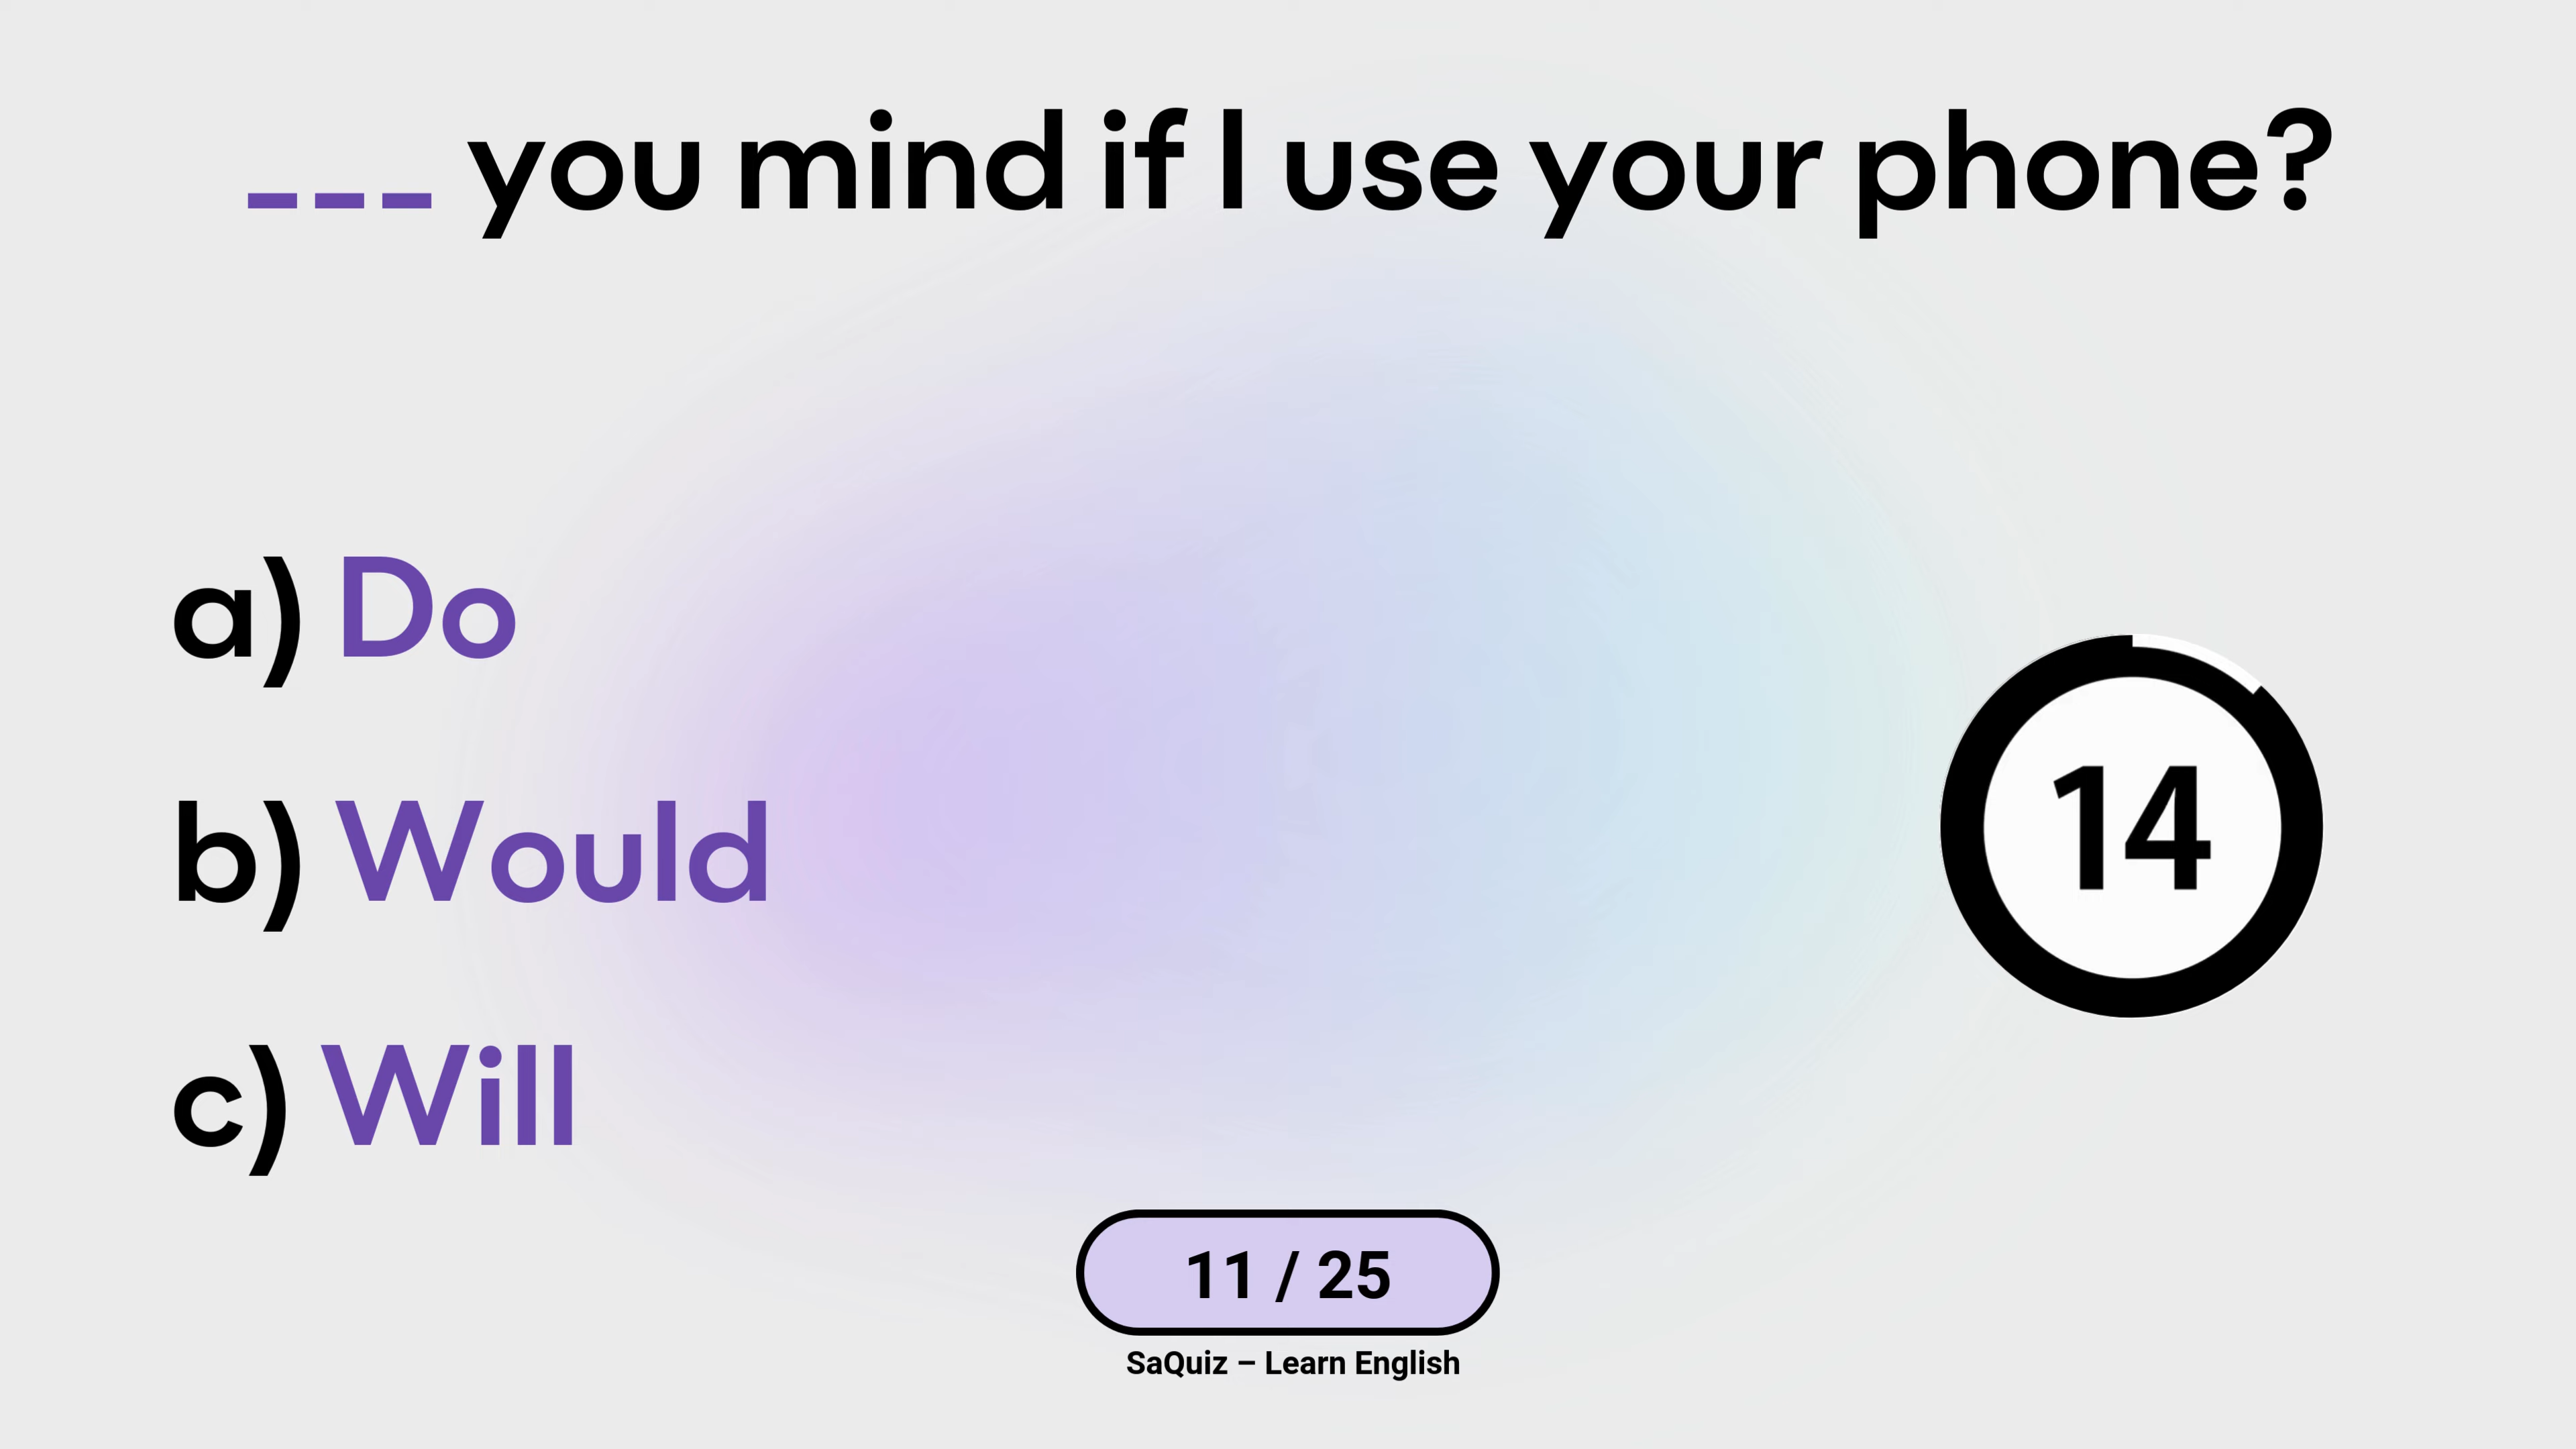 ___ you mind if I use your phone?
a) Do
b) Would
c) Will
14
11 / 25
SaQuiz – Learn English